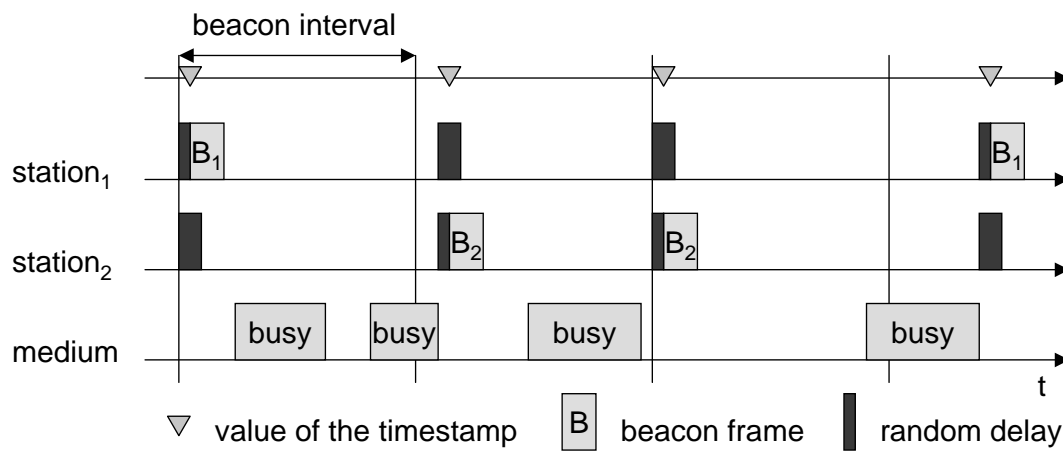 beacon interval
station₁
B₁
B₁
station₂
B₂
B₂
medium
busy
busy
busy
busy
t
value of the timestamp
B
beacon frame
random delay